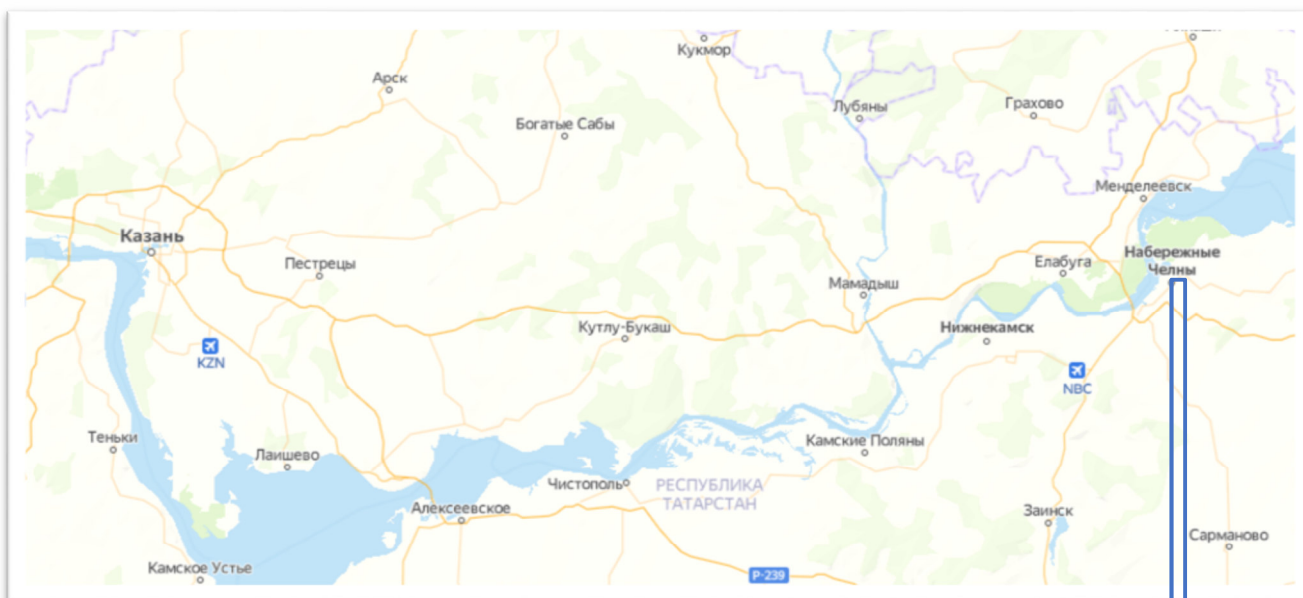 Кукмор
Арск
Лубяны
Грахово
Богатые Сабы
Менделеевск
Казань
Набережные
Челны
Пестрецы
Елабуга
Мамадыш
Кутлу-Букаш
Нижнекамск
KZN
NBC
Теньки
Лаишево
Камские Поляны
Чистополь
РЕСПУБЛИКА
ТАТАРСТАН
Алексеевское
Заинск
Сарманово
Камское Устье
Р-239